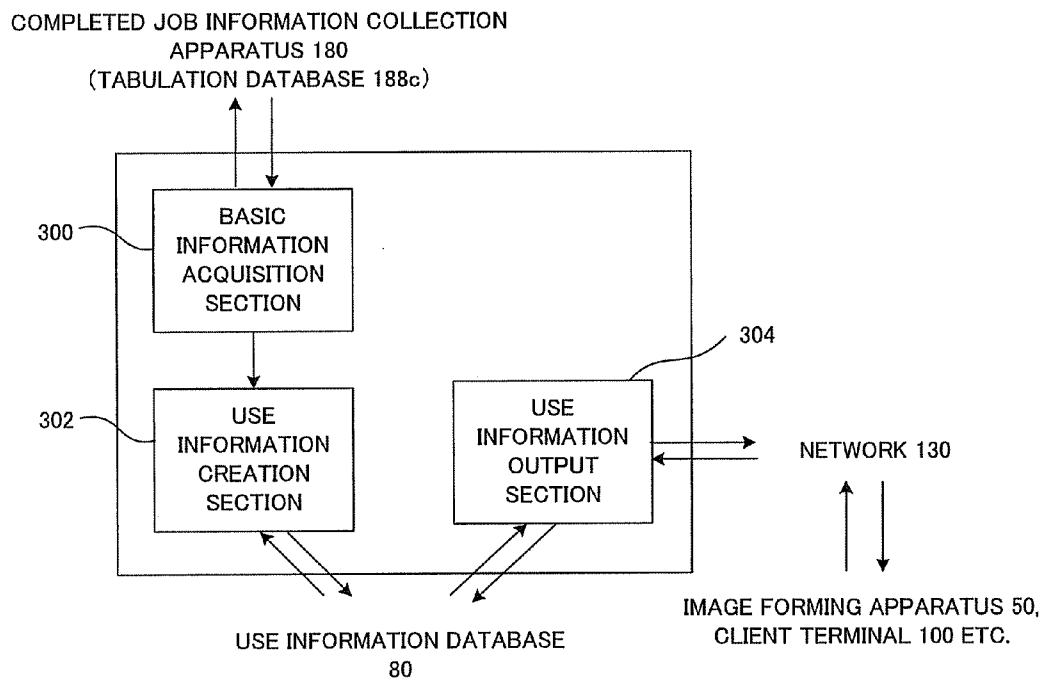 COMPLETED JOB INFORMATION COLLECTION
APPARATUS 180
(TABULATION DATABASE 188c)
300
BASIC
INFORMATION
ACQUISITION
SECTION
304
302
USE
INFORMATION
CREATION
SECTION
USE
INFORMATION
OUTPUT
SECTION
NETWORK 130
IMAGE FORMING APPARATUS 50,
CLIENT TERMINAL 100 ETC.
USE INFORMATION DATABASE
80